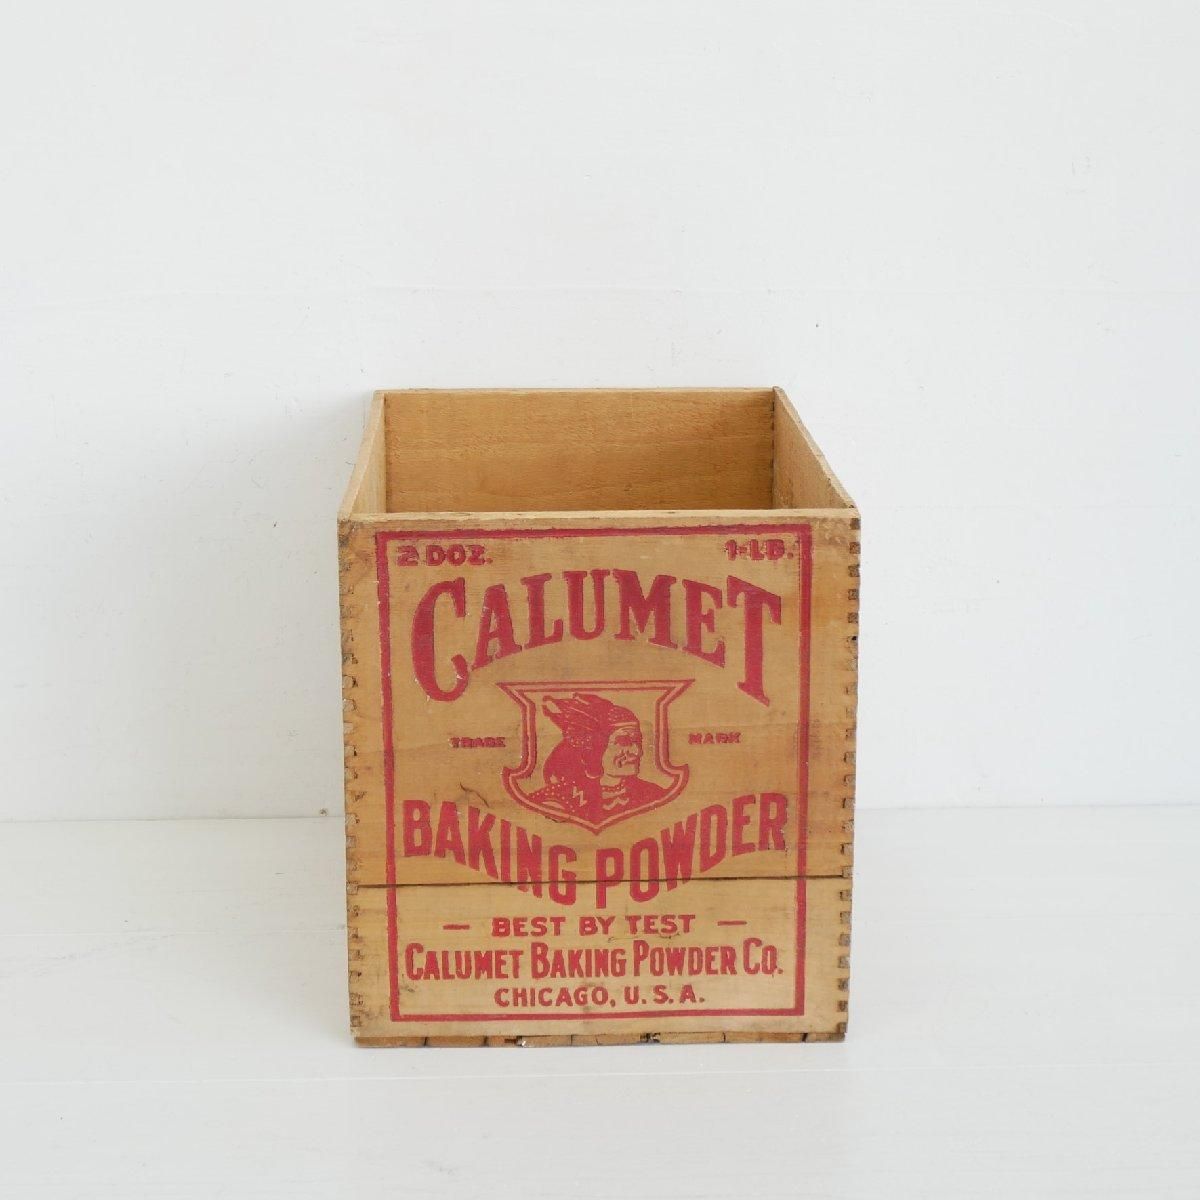 2 DOZ. 1-LB.
CALUMET
TRADE MARK
BAKING POWDER
— BEST BY TEST —
CALUMET BAKING POWDER CO.
CHICAGO, U.S.A.